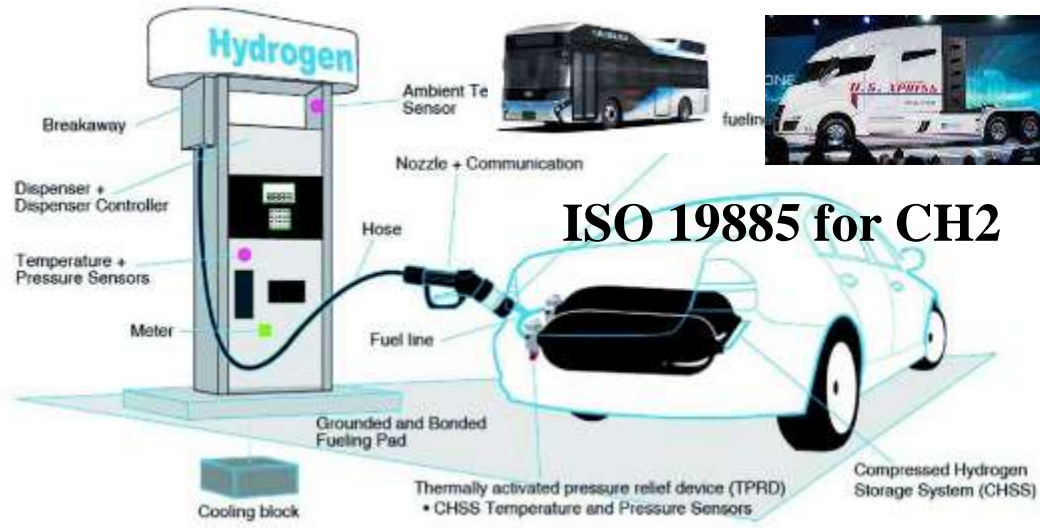 Hydrogen
Breakaway
Ambient Te
Sensor
fueling
U.S. XPRESS
Nozzle + Communication
Dispenser +
Dispenser Controller
Hose
ISO 19885 for CH2
Temperature +
Pressure Sensors
Meter
Fuel line
Grounded and Bonded
Fueling Pad
Compressed Hydrogen
Storage System (CHSS)
Thermally activated pressure relief device (TPRD)
• CHSS Temperature and Pressure Sensors
Cooling block